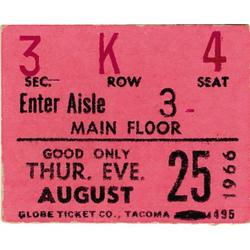 3 K 4
SEC. ROW SEAT
Enter Aisle 3
MAIN FLOOR
GOOD ONLY
THUR. EVE.
AUGUST 25 1966
GLOBE TICKET CO., TACOMA 495